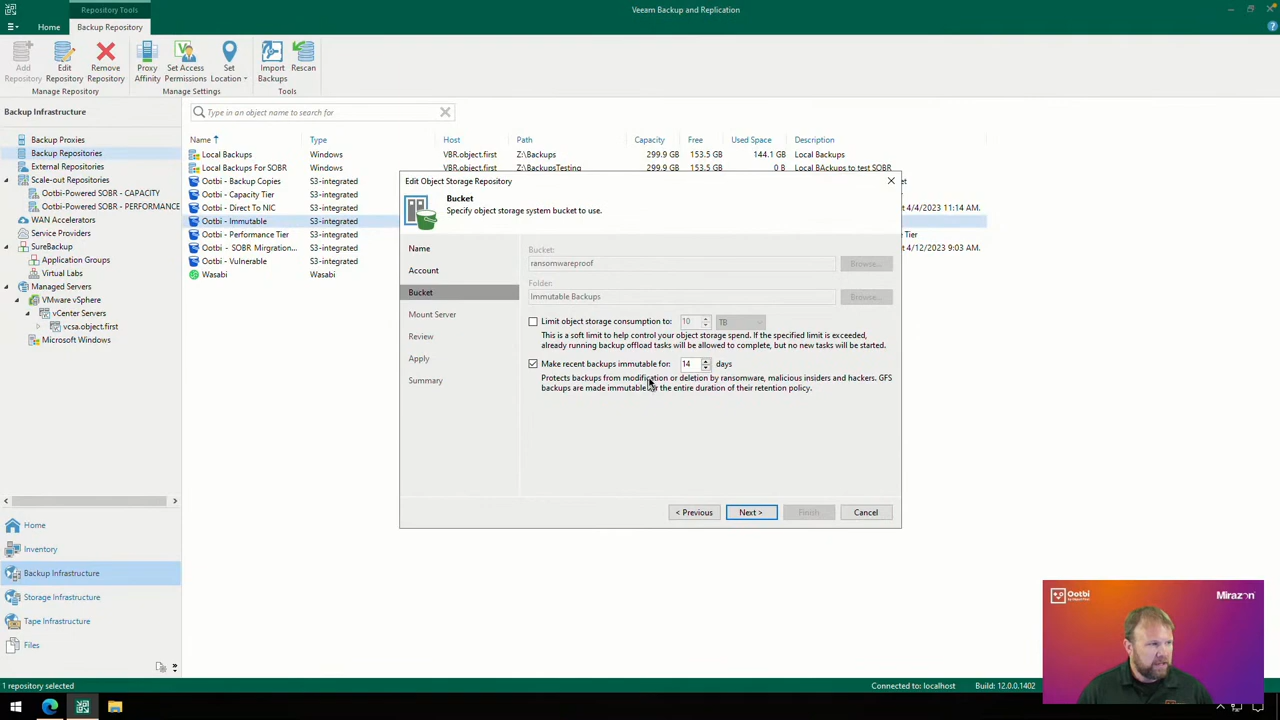 Repository Tools
Veeam Backup and Replication
Home
Backup Repository
Add Repository
Edit Repository
Remove Repository
Proxy Affinity
Set Access Permissions
Set Location
Import Backups
Rescan
Manage Repository
Manage Settings
Tools
Backup Infrastructure
Type in an object name to search for
Backup Proxies
Backup Repositories
External Repositories
Scale-out Repositories
Ootbi-Powered SOBR - CAPACITY
Ootbi-Powered SOBR - PERFORMANCE
WAN Accelerators
Service Providers
SureBackup
Application Groups
Virtual Labs
Managed Servers
VMware vSphere
vCenter Servers
vcsa.object.first
Microsoft Windows
Name Type Host Path Capacity Free Used Space Description
Local Backups Windows VBR.object.first Z:\Backups 299.9 GB 153.5 GB 144.1 GB Local Backups
Local Backups For SOBR Windows VBR.object.first Z:\BackupsTesting 299.9 GB 153.5 GB 0 B Local BAckups to test SOBR
Ootbi - Backup Copies S3-integrated
Ootbi - Capacity Tier S3-integrated
Ootbi - Direct To NIC S3-integrated 4/4/2023 11:14 AM.
Ootbi - Immutable S3-integrated
Ootbi - Performance Tier S3-integrated Tier
Ootbi - SOBR Mirgration... S3-integrated 4/12/2023 9:03 AM.
Ootbi - Vulnerable S3-integrated
Wasabi Wasabi
Edit Object Storage Repository
Bucket
Specify object storage system bucket to use.
Name
Account
Bucket
Mount Server
Review
Apply
Summary
Bucket:
ransomwareproof Browse...
Folder:
Immutable Backups Browse...
Limit object storage consumption to: 10 TB
This is a soft limit to help control your object storage spend. If the specified limit is exceeded,
already running backup offload tasks will be allowed to complete, but no new tasks will be started.
Make recent backups immutable for: 14 days
Protects backups from modification or deletion by ransomware, malicious insiders and hackers. GFS
backups are made immutable for the entire duration of their retention policy.
< Previous Next > Finish Cancel
Home
Inventory
Backup Infrastructure
Storage Infrastructure
Tape Infrastructure
Files
Ootbi
Mirazon
1 repository selected
Connected to: localhost
Build: 12.0.0.1402